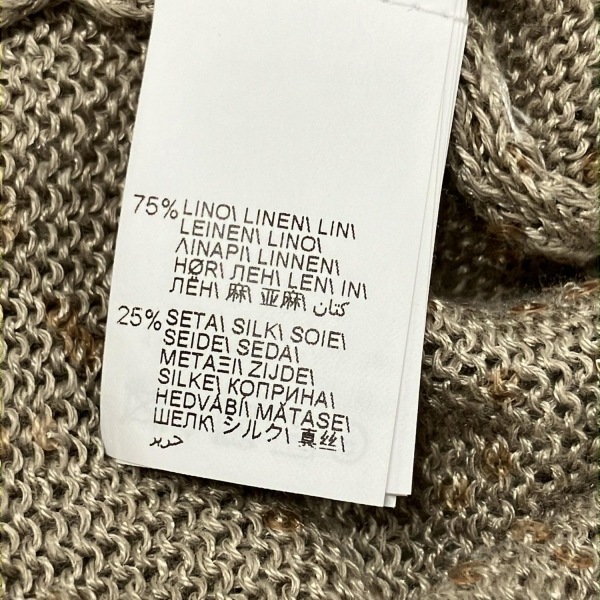 75% LINO\ LINEN\ LIN\
LEINEN\ LINO\
ΛΙΝΑΡΙ\ LINNEN\
HØR\ ЛЕН\ LEN\ IN\
ЛЁН\ 麻\ 亚麻\ كتان
25% SETA\ SILK\ SOIE\
SEIDE\ SEDA\
ΜΕΤΑΞΙ\ ZIJDE\
SILKE\ КОПРИНА\
HEDVÁBÍ\ MĂTASE\
ШЕЛК\ シルク\ 真丝\
حرير